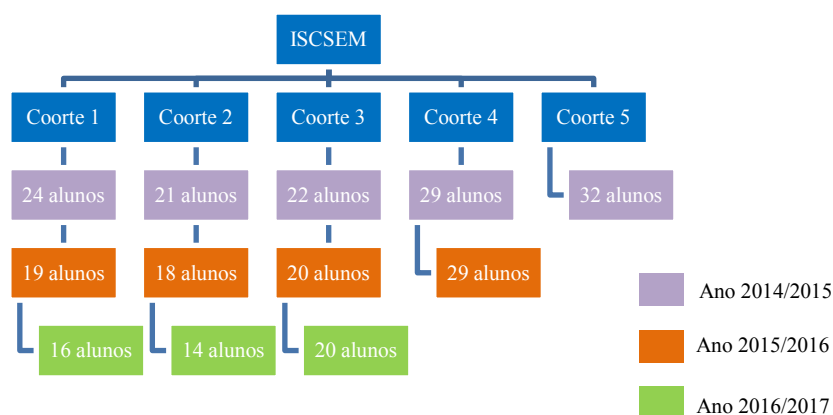 ISCSEM
Coorte 1
Coorte 2
Coorte 3
Coorte 4
Coorte 5
24 alunos
21 alunos
22 alunos
29 alunos
32 alunos
19 alunos
18 alunos
20 alunos
29 alunos
16 alunos
14 alunos
20 alunos
Ano 2014/2015
Ano 2015/2016
Ano 2016/2017